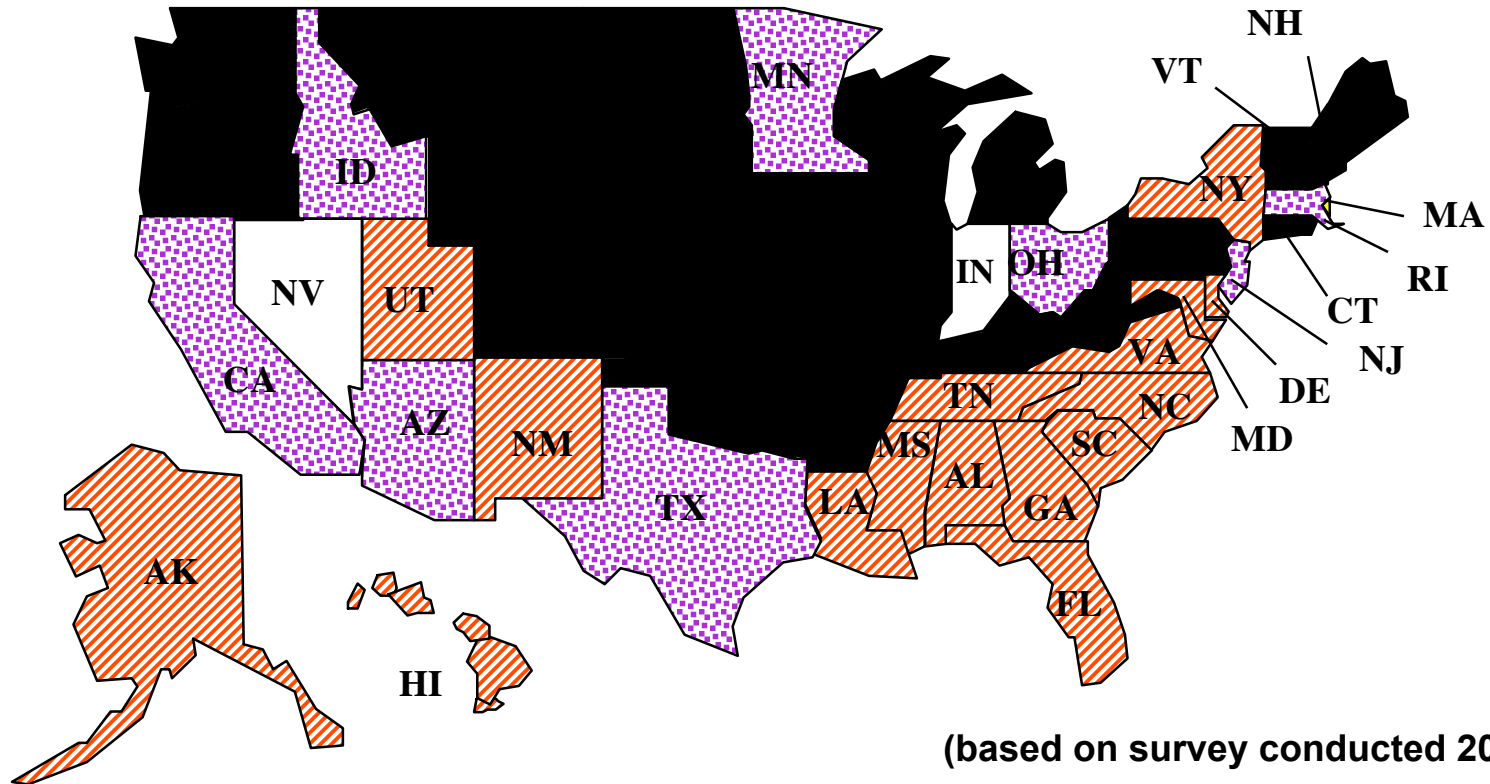 NH
VT
MN
ID
NY
MA
RI
IN
OH
NV
UT
CT
NJ
VA
CA
DE
TN
NC
AZ
MD
NM
MS
SC
AL
LA
GA
TX
AK
FL
HI
(based on survey conducted 20